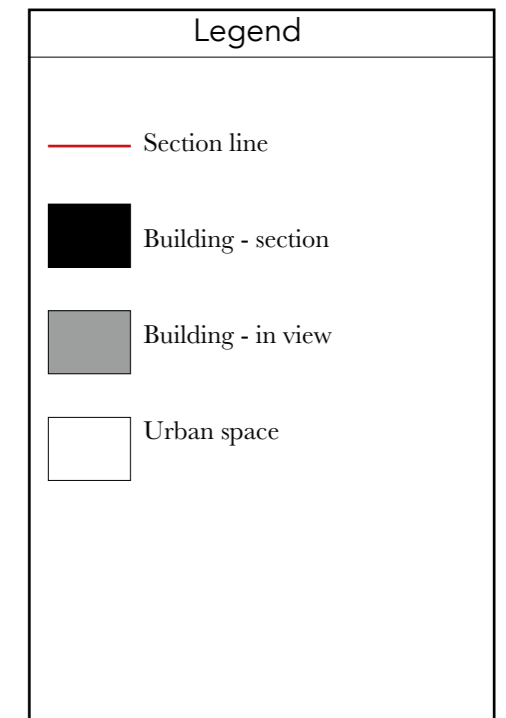 Legend
Section line
Building - section
Building - in view
Urban space